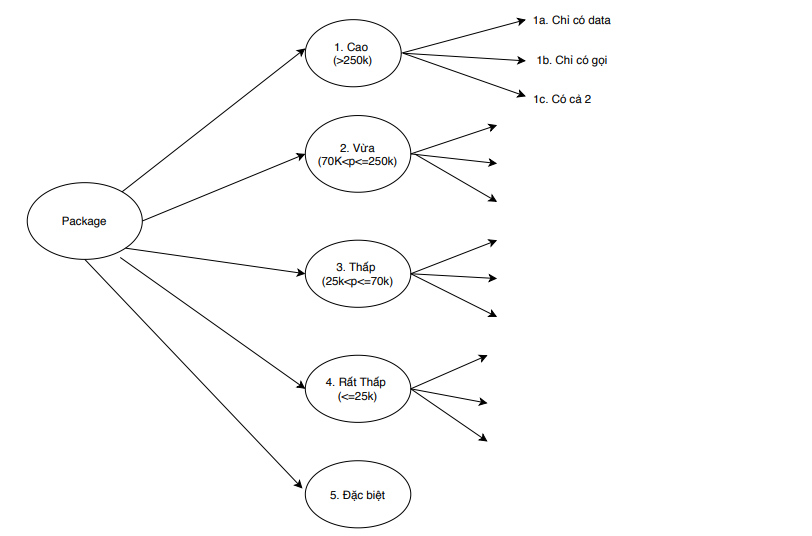 Package
1. Cao
(>250k)
1a. Chỉ có data
1b. Chỉ có gọi
1c. Có cả 2
2. Vừa
(70K<p<=250k)
3. Thấp
(25k<p<=70k)
4. Rất Thấp
(<=25k)
5. Đặc biệt